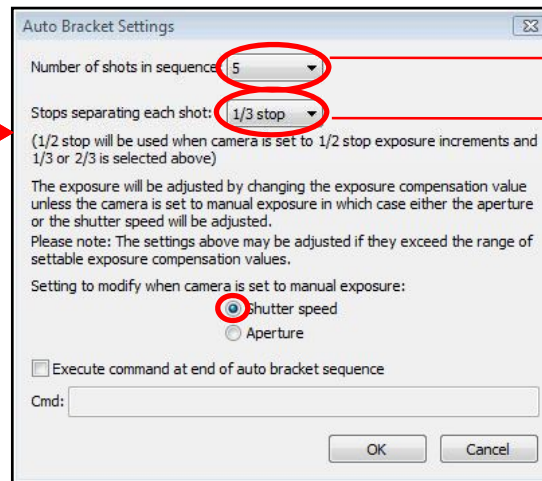 Auto Bracket Settings
Number of shots in sequence: 5
Stops separating each shot: 1/3 stop
(1/2 stop will be used when camera is set to 1/2 stop exposure increments and
1/3 or 2/3 is selected above)
The exposure will be adjusted by changing the exposure compensation value
unless the camera is set to manual exposure in which case either the aperture
or the shutter speed will be adjusted.
Please note: The settings above may be adjusted if they exceed the range of
settable exposure compensation values.
Setting to modify when camera is set to manual exposure:
Shutter speed
Aperture
Execute command at end of auto bracket sequence
Cmd:
OK Cancel